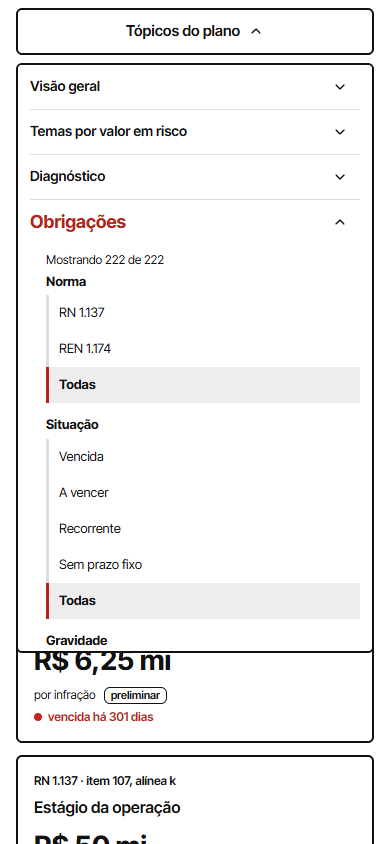 Tópicos do plano
Visão geral
Temas por valor em risco
Diagnóstico
Obrigações
Mostrando 222 de 222
Norma
RN 1.137
REN 1.174
Todas
Situação
Vencida
A vencer
Recorrente
Sem prazo fixo
Todas
Gravidade
R$ 6,25 mi
por infração preliminar
vencida há 301 dias
RN 1.137 · item 107, alínea k
Estágio da operação
R$ 50 mi